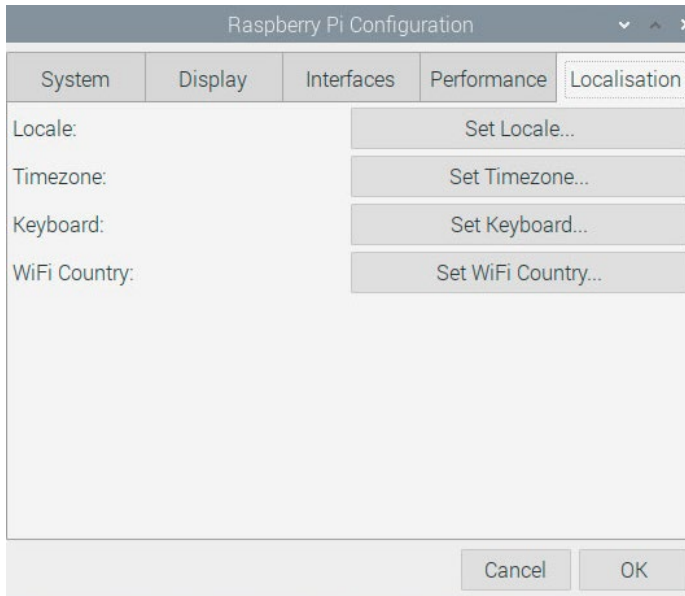 Raspberry Pi Configuration
System Display Interfaces Performance Localisation
Locale: Set Locale...
Timezone: Set Timezone...
Keyboard: Set Keyboard...
WiFi Country: Set WiFi Country...
Cancel OK